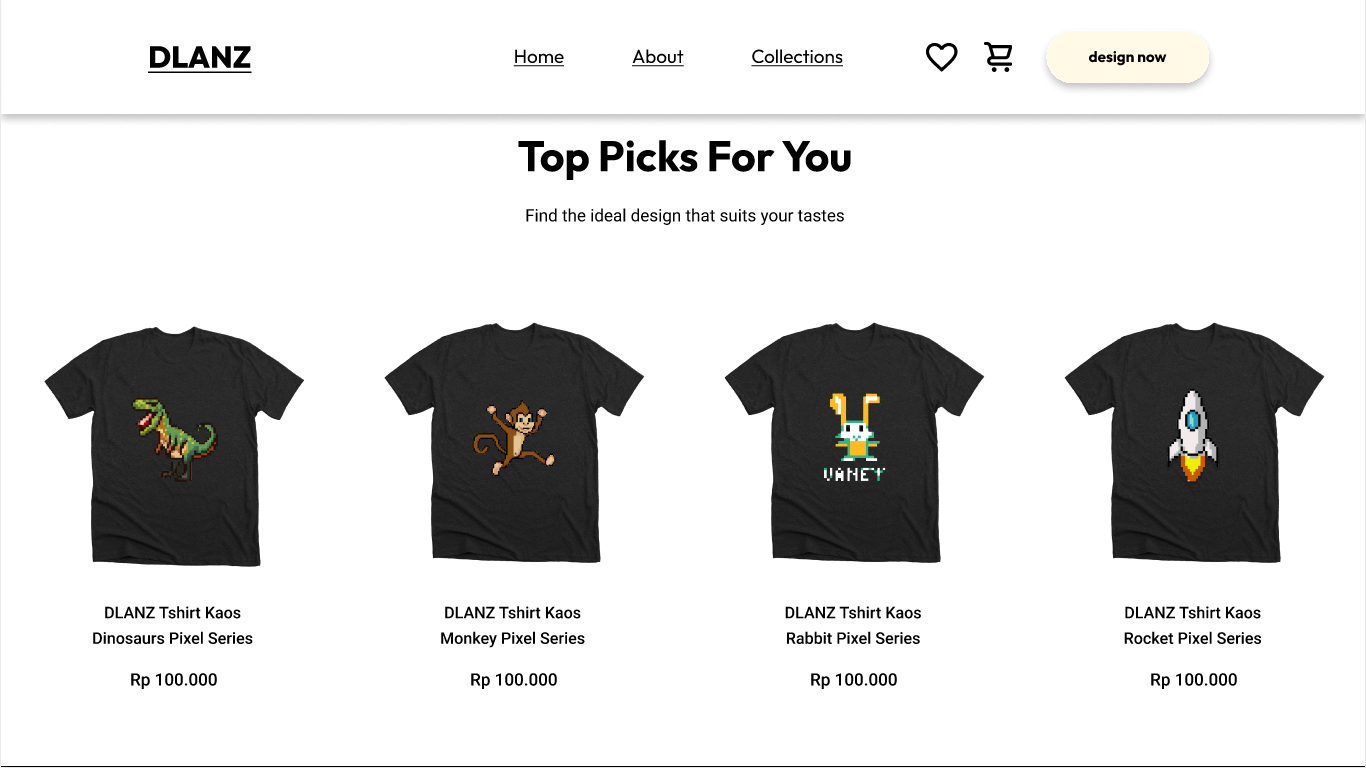 DLANZ
Home
About
Collections
design now
Top Picks For You
Find the ideal design that suits your tastes
VANEY
DLANZ Tshirt Kaos
Dinosaurs Pixel Series
Rp 100.000
DLANZ Tshirt Kaos
Monkey Pixel Series
Rp 100.000
DLANZ Tshirt Kaos
Rabbit Pixel Series
Rp 100.000
DLANZ Tshirt Kaos
Rocket Pixel Series
Rp 100.000